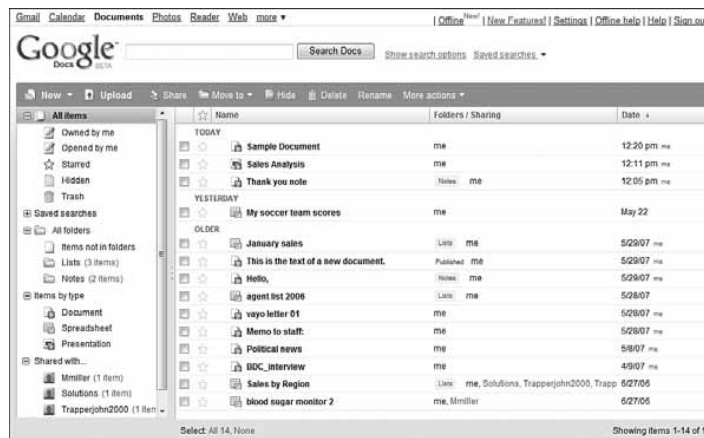 Gmail Calendar Documents Photos Reader Web more ▼
| Offline New! | New Features! | Settings | Offline help | Help | Sign ou
Google Docs BETA
Search Docs Show search options Saved searches ▼
New ▼ Upload Share Move to ▼ Hide Delete Rename More actions ▼
All items
Owned by me
Opened by me
Starred
Hidden
Trash
Saved searches
All folders
Items not in folders
Lists (3 items)
Notes (2 items)
Items by type
Document
Spreadsheet
Presentation
Shared with...
Mmiller (1 item)
Solutions (1 item)
Trapperjohn2000 (1 item
Name Folders / Sharing Date ↓
TODAY
Sample Document me 12:20 pm me
Sales Analysis me 12:11 pm me
Thank you note Notes me 12:05 pm me
YESTERDAY
My soccer team scores me May 22
OLDER
January sales Lists me 5/29/07 me
This is the text of a new document. Published me 5/29/07 me
Hello, Notes me 5/29/07 me
agent list 2006 Lists me 5/28/07
vayo letter 01 me 5/28/07 me
Memo to staff: me 5/28/07 me
Political news me 5/8/07 me
BDC_interview me 4/9/07 me
Sales by Region Lists me, Solutions, Trapperjohn2000, Trapp 6/27/06
blood sugar monitor 2 me, Mmiller 6/27/06
Select: All 14, None Showing items 1-14 of 1